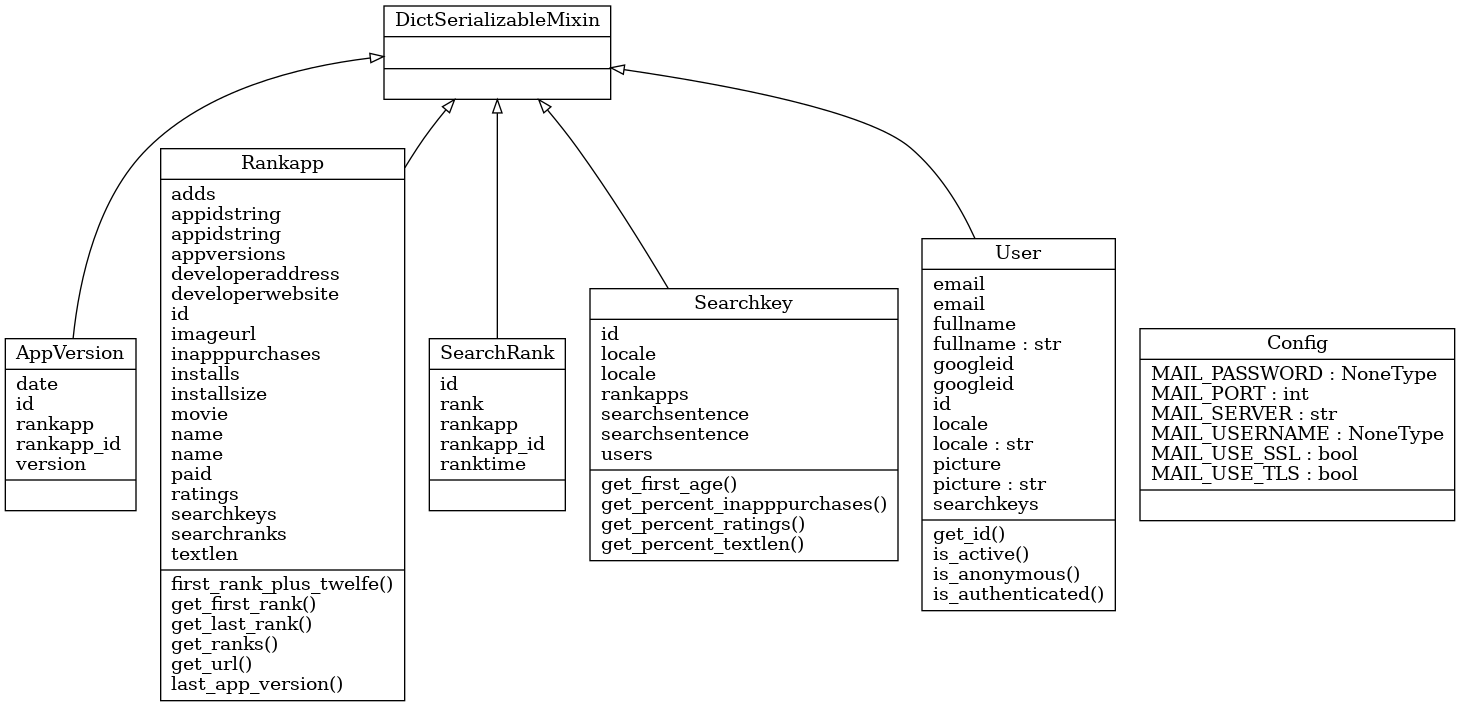 DictSerializableMixin
Rankapp
adds
appidstring
appidstring
appversions
developeraddress
developerwebsite
id
imageurl
inapppurchases
installs
installsize
movie
name
name
paid
ratings
searchkeys
searchranks
textlen
first_rank_plus_twelfe()
get_first_rank()
get_last_rank()
get_ranks()
get_url()
last_app_version()
AppVersion
date
id
rankapp
rankapp_id
version
SearchRank
id
rank
rankapp
rankapp_id
ranktime
Searchkey
id
locale
locale
rankapps
searchsentence
searchsentence
users
get_first_age()
get_percent_inapppurchases()
get_percent_ratings()
get_percent_textlen()
User
email
email
fullname
fullname : str
googleid
googleid
id
locale
locale : str
picture
picture : str
searchkeys
get_id()
is_active()
is_anonymous()
is_authenticated()
Config
MAIL_PASSWORD : NoneType
MAIL_PORT : int
MAIL_SERVER : str
MAIL_USERNAME : NoneType
MAIL_USE_SSL : bool
MAIL_USE_TLS : bool